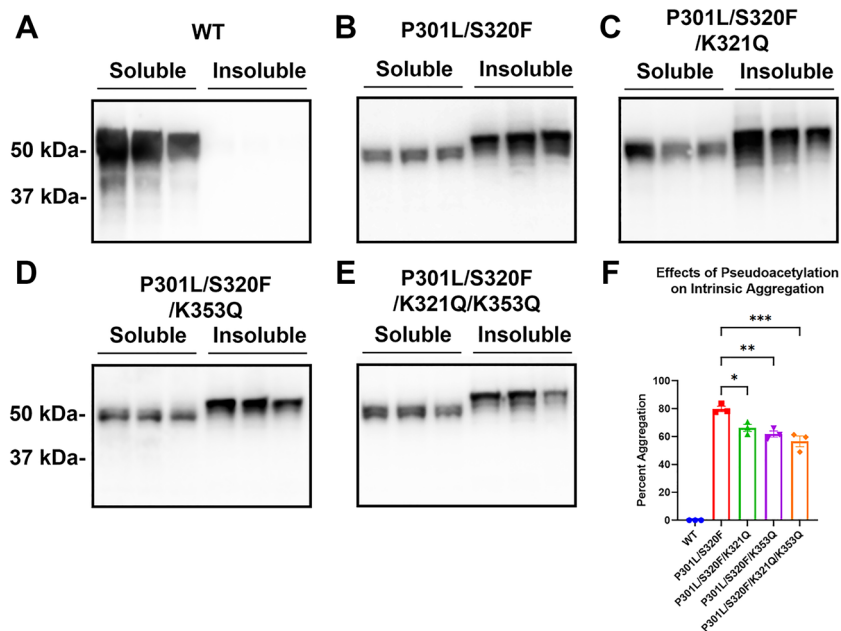 A
WT
Soluble Insoluble
50 kDa-
37 kDa-
B
P301L/S320F
Soluble Insoluble
C
P301L/S320F
/K321Q
Soluble Insoluble
D
P301L/S320F
/K353Q
Soluble Insoluble
50 kDa-
37 kDa-
E
P301L/S320F
/K321Q/K353Q
Soluble Insoluble
F
Effects of Pseudoacetylation
on Intrinsic Aggregation
***
**
*
Percent Aggregation
100
80
60
40
20
0
WT
P301L/S320F
P301L/S320F/K321Q
P301L/S320F/K353Q
P301L/S320F/K321Q/K353Q